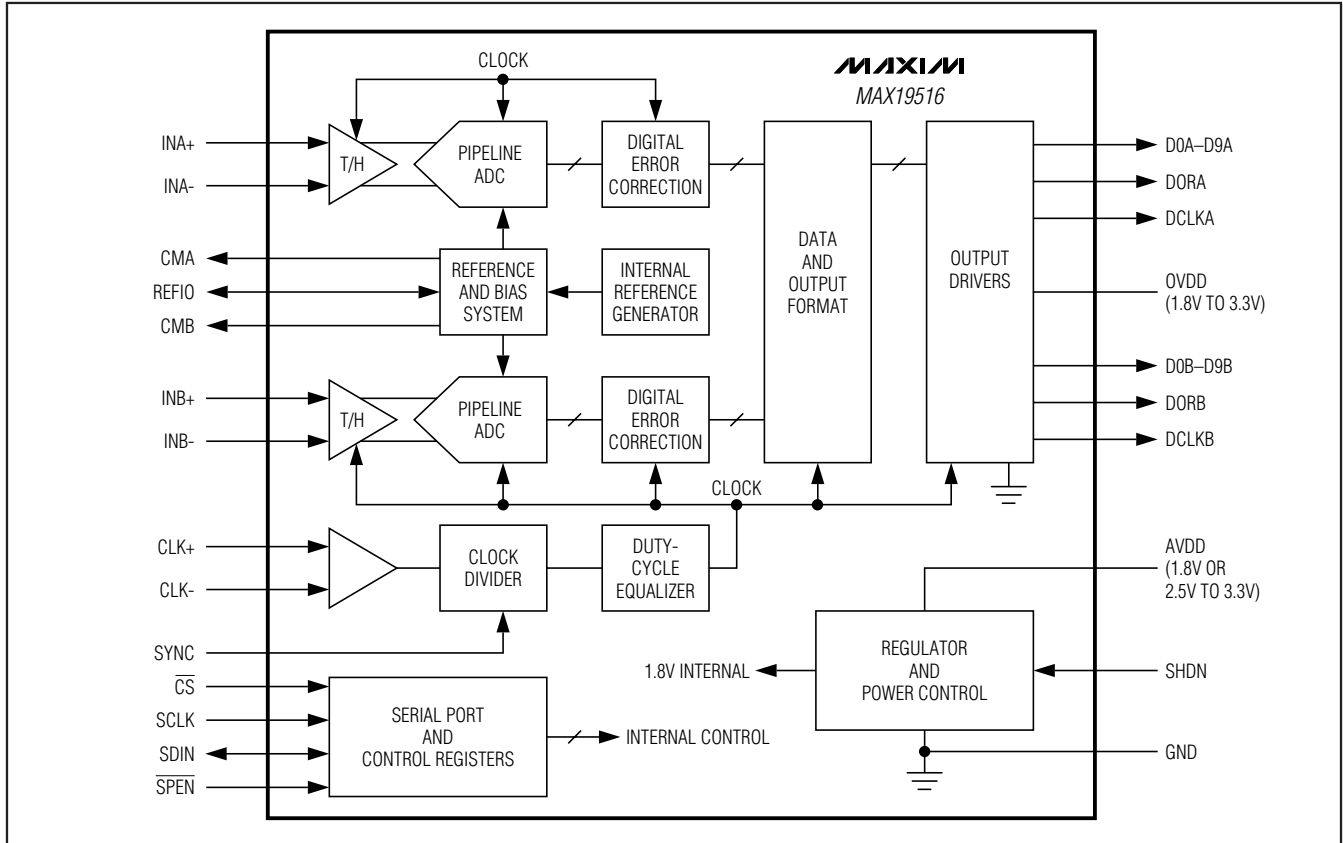 CLOCK
MAXIM
MAX19516
INA+
INA-
T/H
PIPELINE
ADC
DIGITAL
ERROR
CORRECTION
DATA
AND
OUTPUT
FORMAT
OUTPUT
DRIVERS
D0A–D9A
DORA
DCLKA
CMA
REFIO
CMB
REFERENCE
AND BIAS
SYSTEM
INTERNAL
REFERENCE
GENERATOR
OVDD
(1.8V TO 3.3V)
INB+
INB-
T/H
PIPELINE
ADC
DIGITAL
ERROR
CORRECTION
D0B–D9B
DORB
DCLKB
CLOCK
CLK+
CLK-
CLOCK
DIVIDER
DUTY-
CYCLE
EQUALIZER
AVDD
(1.8V OR
2.5V TO 3.3V)
SYNC
CS
SCLK
SDIN
SPEN
SERIAL PORT
AND
CONTROL REGISTERS
INTERNAL CONTROL
1.8V INTERNAL
REGULATOR
AND
POWER CONTROL
SHDN
GND